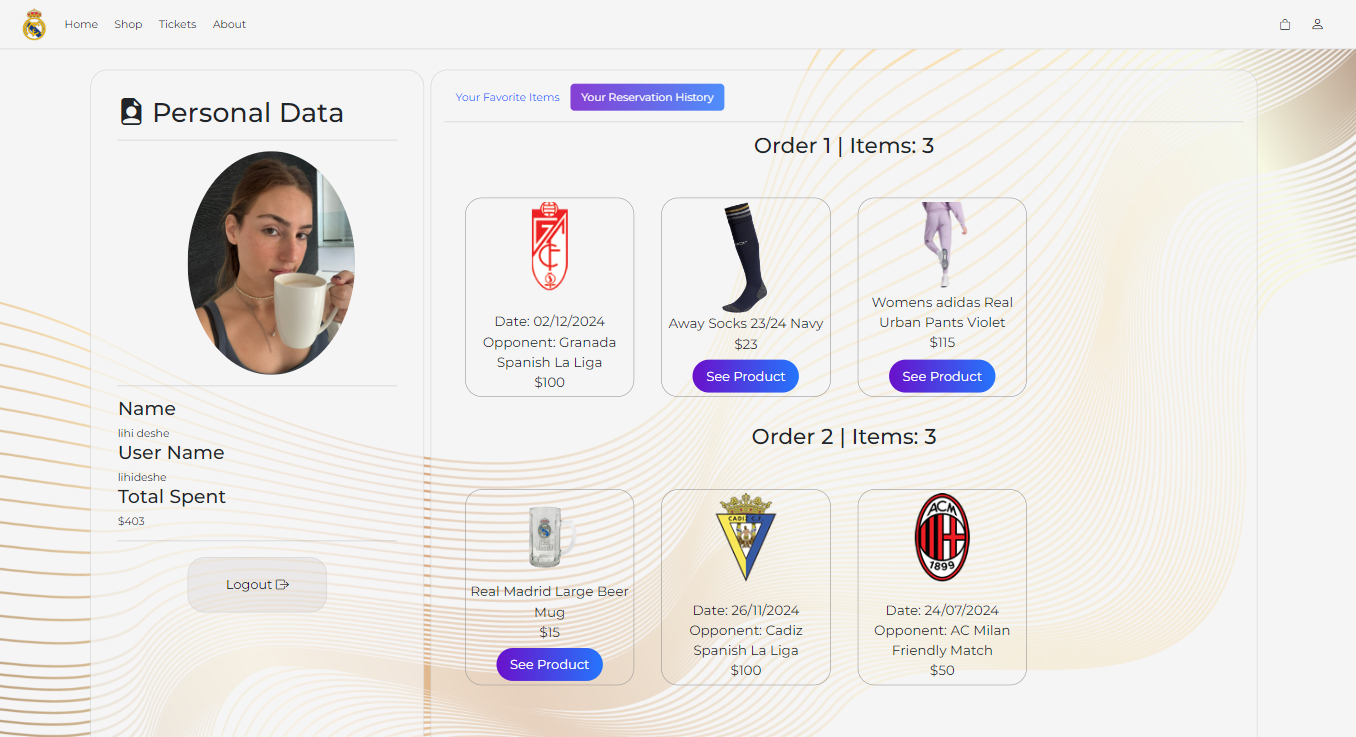 Home Shop Tickets About
Personal Data
Name
lihi deshe
User Name
lihideshe
Total Spent
$403
Logout
Your Favorite Items Your Reservation History
Order 1 | Items: 3
Date: 02/12/2024
Opponent: Granada
Spanish La Liga
$100
Away Socks 23/24 Navy
$23
See Product
Womens adidas Real
Urban Pants Violet
$115
See Product
Order 2 | Items: 3
Real Madrid Large Beer
Mug
$15
See Product
CADIZ C.F.
Date: 26/11/2024
Opponent: Cadiz
Spanish La Liga
$100
ACM
1899
Date: 24/07/2024
Opponent: AC Milan
Friendly Match
$50